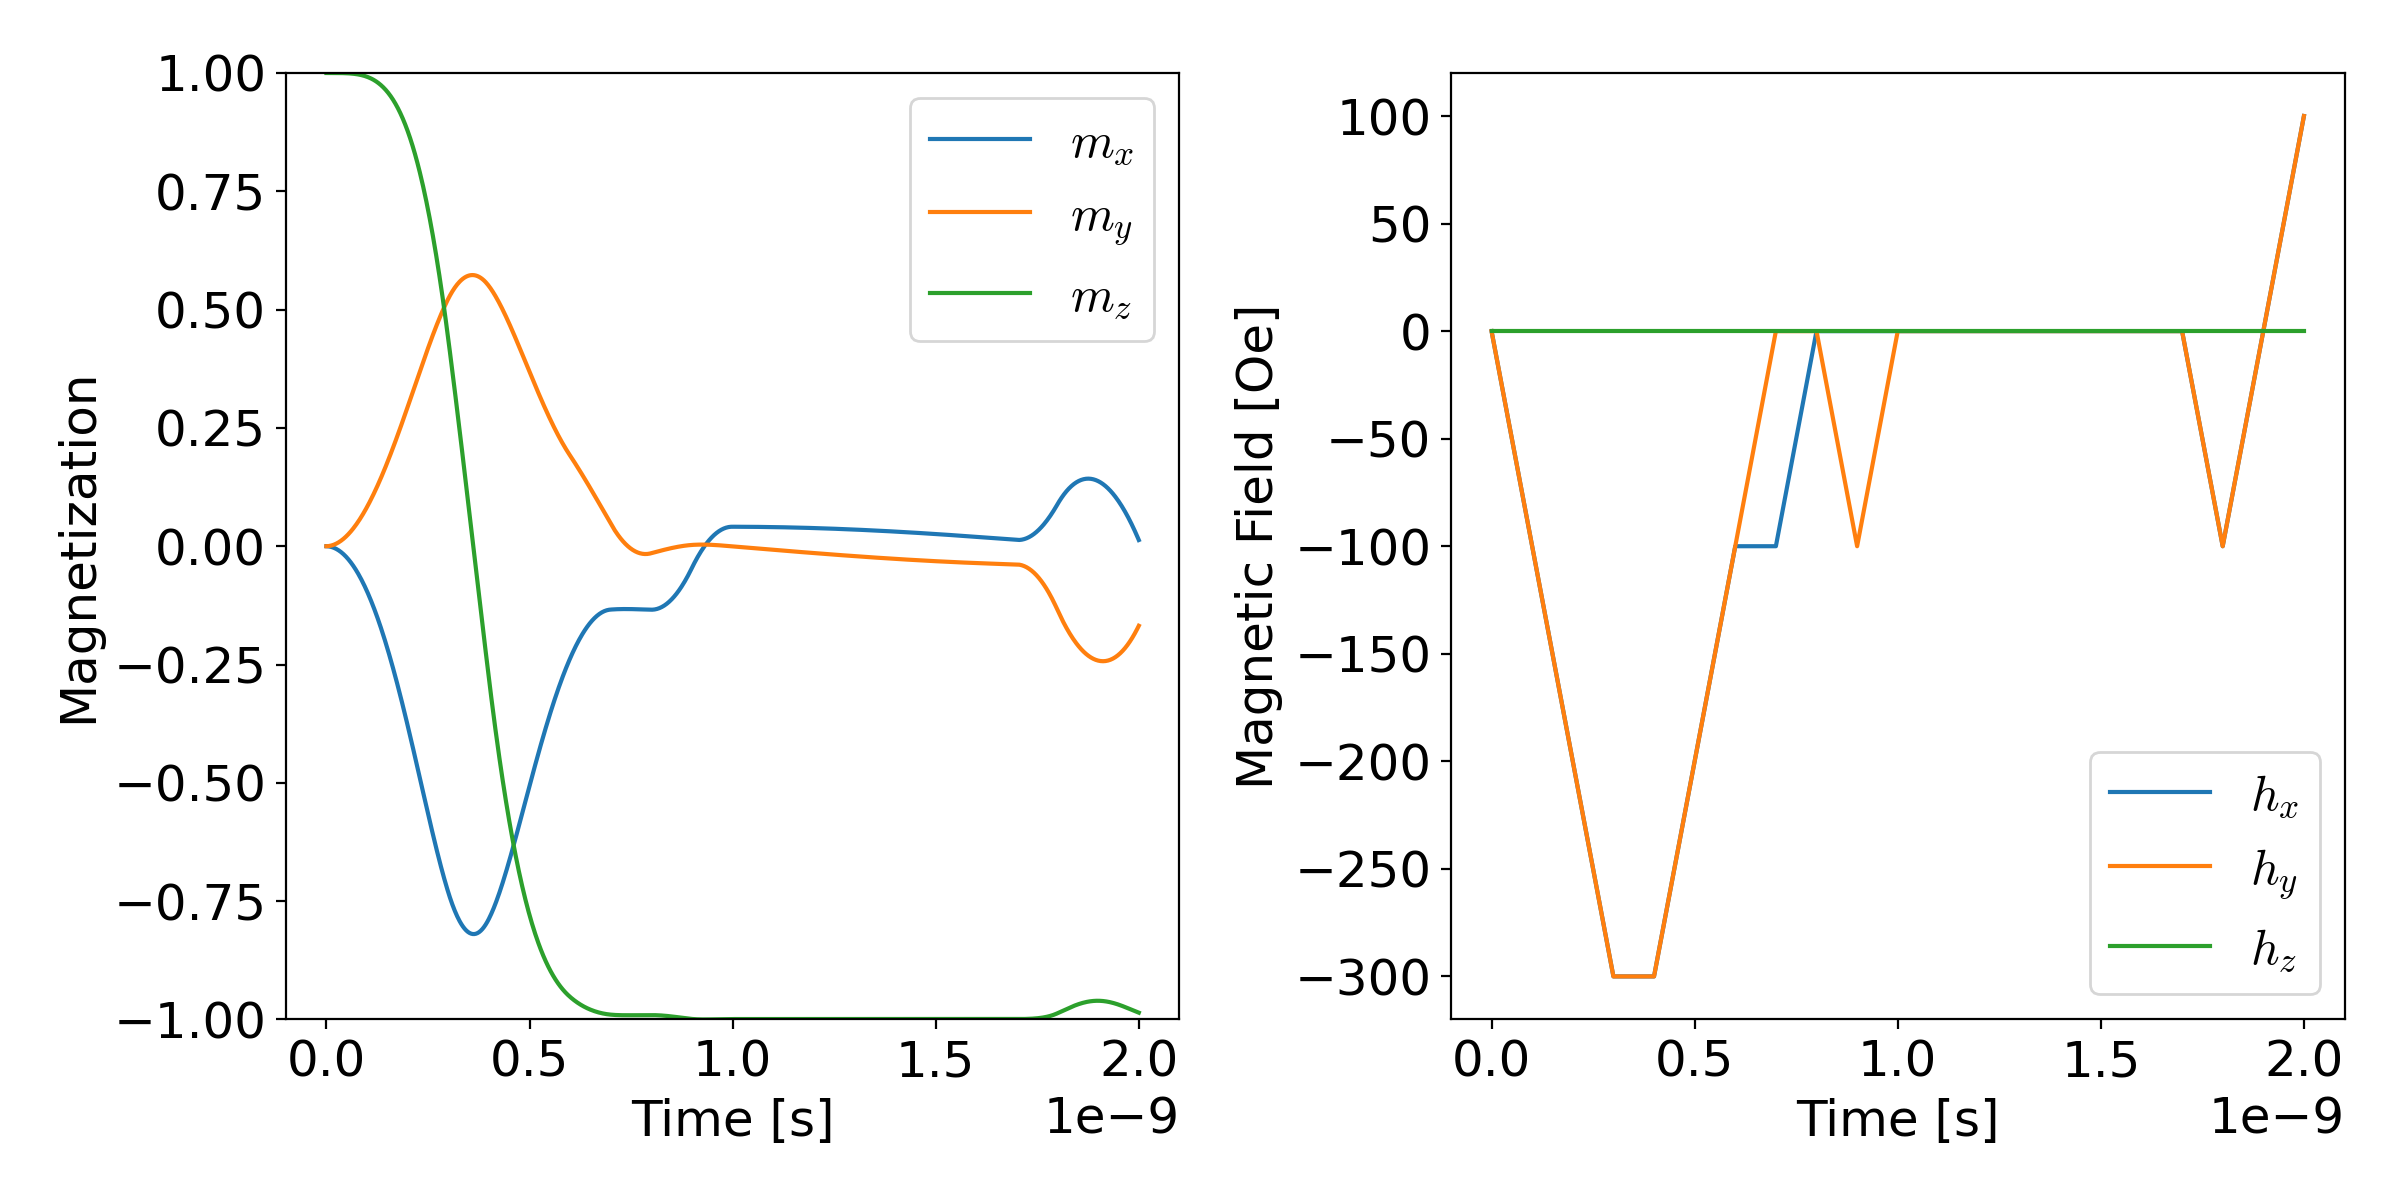 Magnetization
1.00
0.75
0.50
0.25
0.00
−0.25
−0.50
−0.75
−1.00
0.0 0.5 1.0 1.5 2.0
Time [s]
1e−9
m_x
m_y
m_z
Magnetic Field [Oe]
100
50
0
−50
−100
−150
−200
−250
−300
0.0 0.5 1.0 1.5 2.0
Time [s]
1e−9
h_x
h_y
h_z